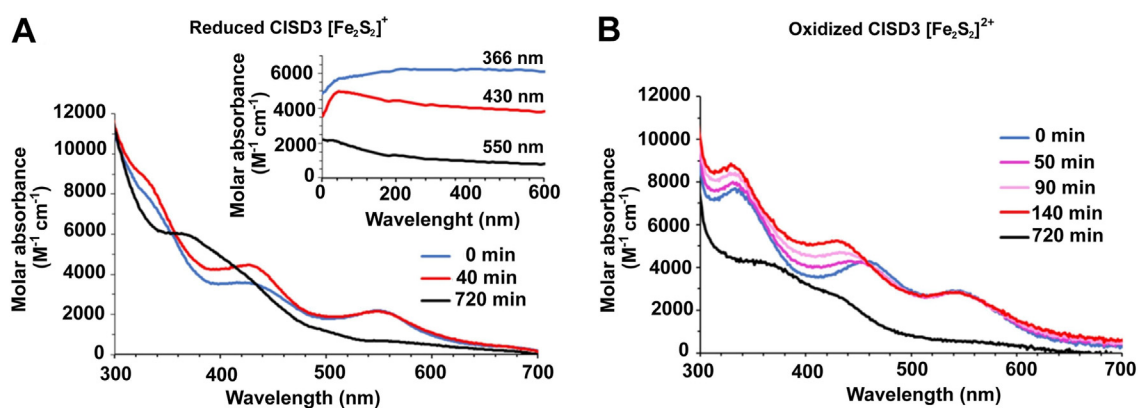 A
Reduced CISD3 [Fe₂S₂]⁺
Molar absorbance
(M⁻¹ cm⁻¹)
12000
10000
8000
6000
4000
2000
0
300
400
500
600
700
Wavelength (nm)
Molar absorbance
(M⁻¹ cm⁻¹)
6000
4000
2000
0
366 nm
430 nm
550 nm
0
200
400
600
Wavelenght (nm)
0 min
40 min
720 min
B
Oxidized CISD3 [Fe₂S₂]²⁺
Molar absorbance
(M⁻¹ cm⁻¹)
12000
10000
8000
6000
4000
2000
0
300
400
500
600
700
Wavelength (nm)
0 min
50 min
90 min
140 min
720 min